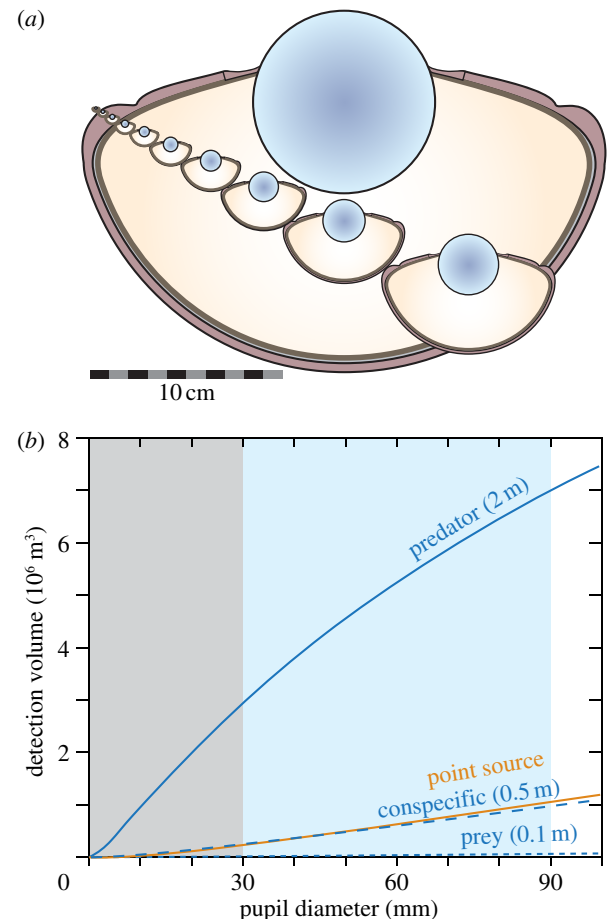 (a)
10 cm
(b)
8
6
4
2
0
30
60
90
detection volume (10⁶ m³)
predator (2 m)
point source
conspecific (0.5 m)
prey (0.1 m)
pupil diameter (mm)